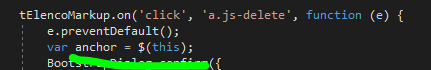 tElencoMarkup.on('click', 'a.js-delete', function (e) {
e.preventDefault();
var anchor = $(this);
({